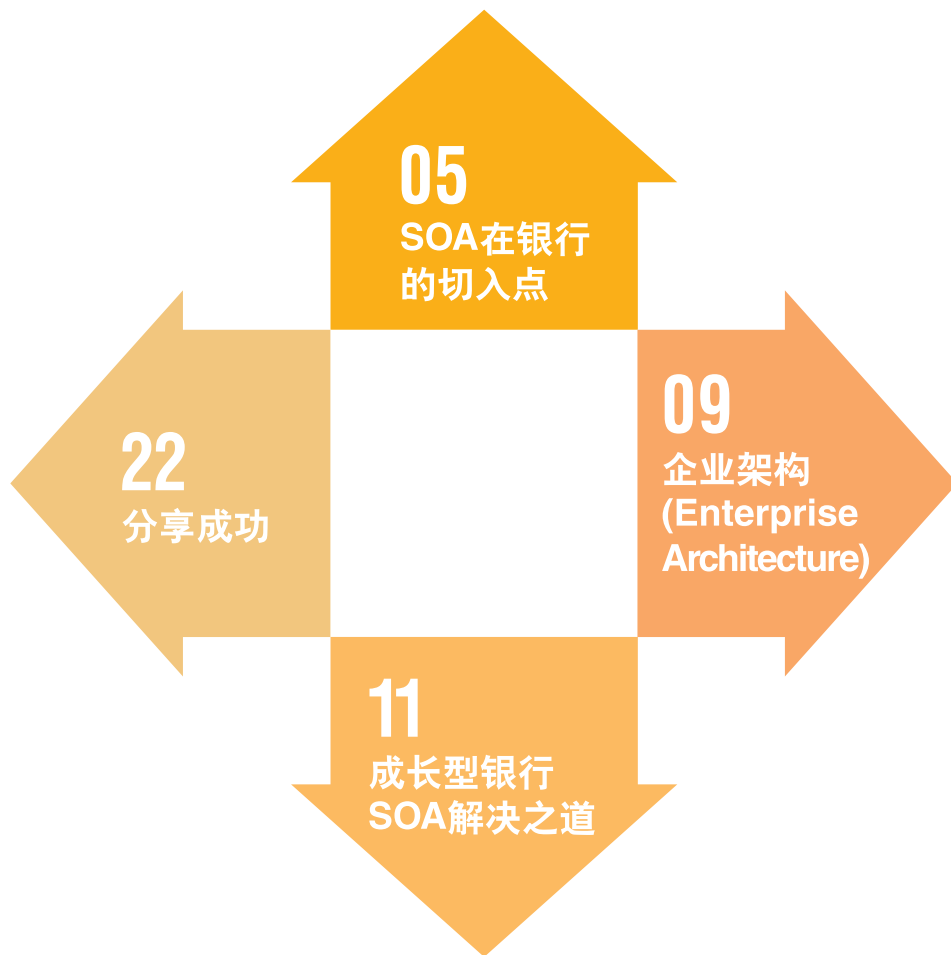 05
SOA在银行
的切入点
22
分享成功
09
企业架构
(Enterprise
Architecture)
11
成长型银行
SOA解决之道